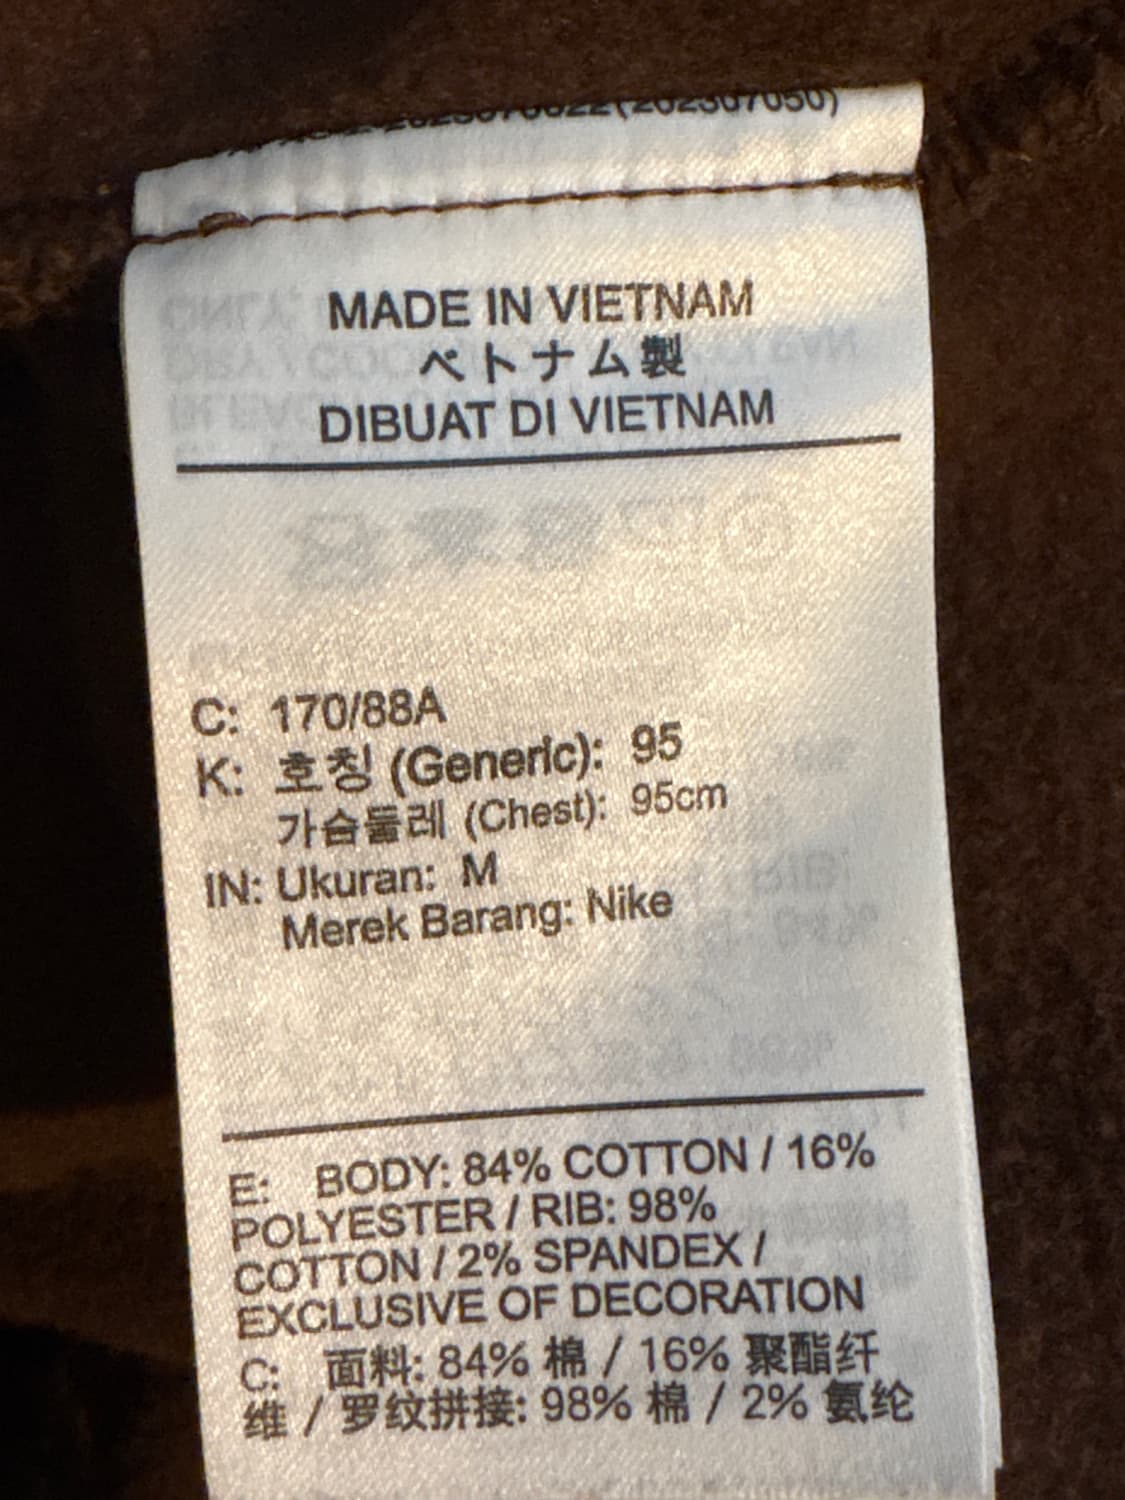 (202307050)
MADE IN VIETNAM
ベトナム製
DIBUAT DI VIETNAM
C: 170/88A
K: 호칭 (Generic): 95
가슴둘레 (Chest): 95cm
IN: Ukuran: M
Merek Barang: Nike
E: BODY: 84% COTTON / 16%
POLYESTER / RIB: 98%
COTTON / 2% SPANDEX /
EXCLUSIVE OF DECORATION
C: 面料: 84% 棉 / 16% 聚酯纤
维 / 罗纹拼接: 98% 棉 / 2% 氨纶